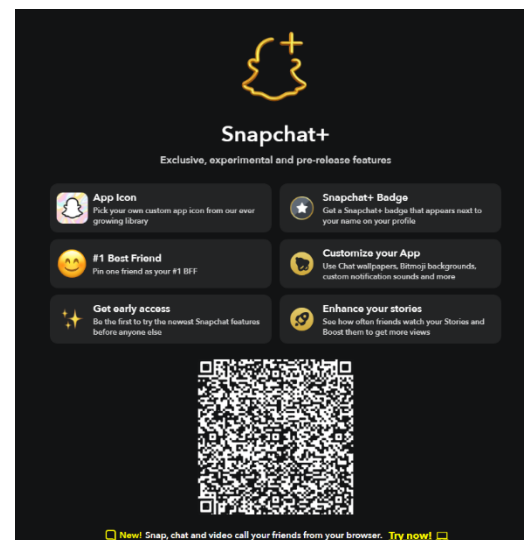 Snapchat+
Exclusive, experimental and pre-release features
App Icon
Pick your own custom app icon from our ever
growing library
Snapchat+ Badge
Get a Snapchat+ badge that appears next to
your name on your profile
#1 Best Friend
Pin one friend as your #1 BFF
Customize your App
Use Chat wallpapers, Bitmoji backgrounds,
custom notification sounds and more
Get early access
Be the first to try the newest Snapchat features
before anyone else
Enhance your stories
See how often friends watch your Stories and
Boost them to get more views
New! Snap, chat and video call your friends from your browser. Try now!